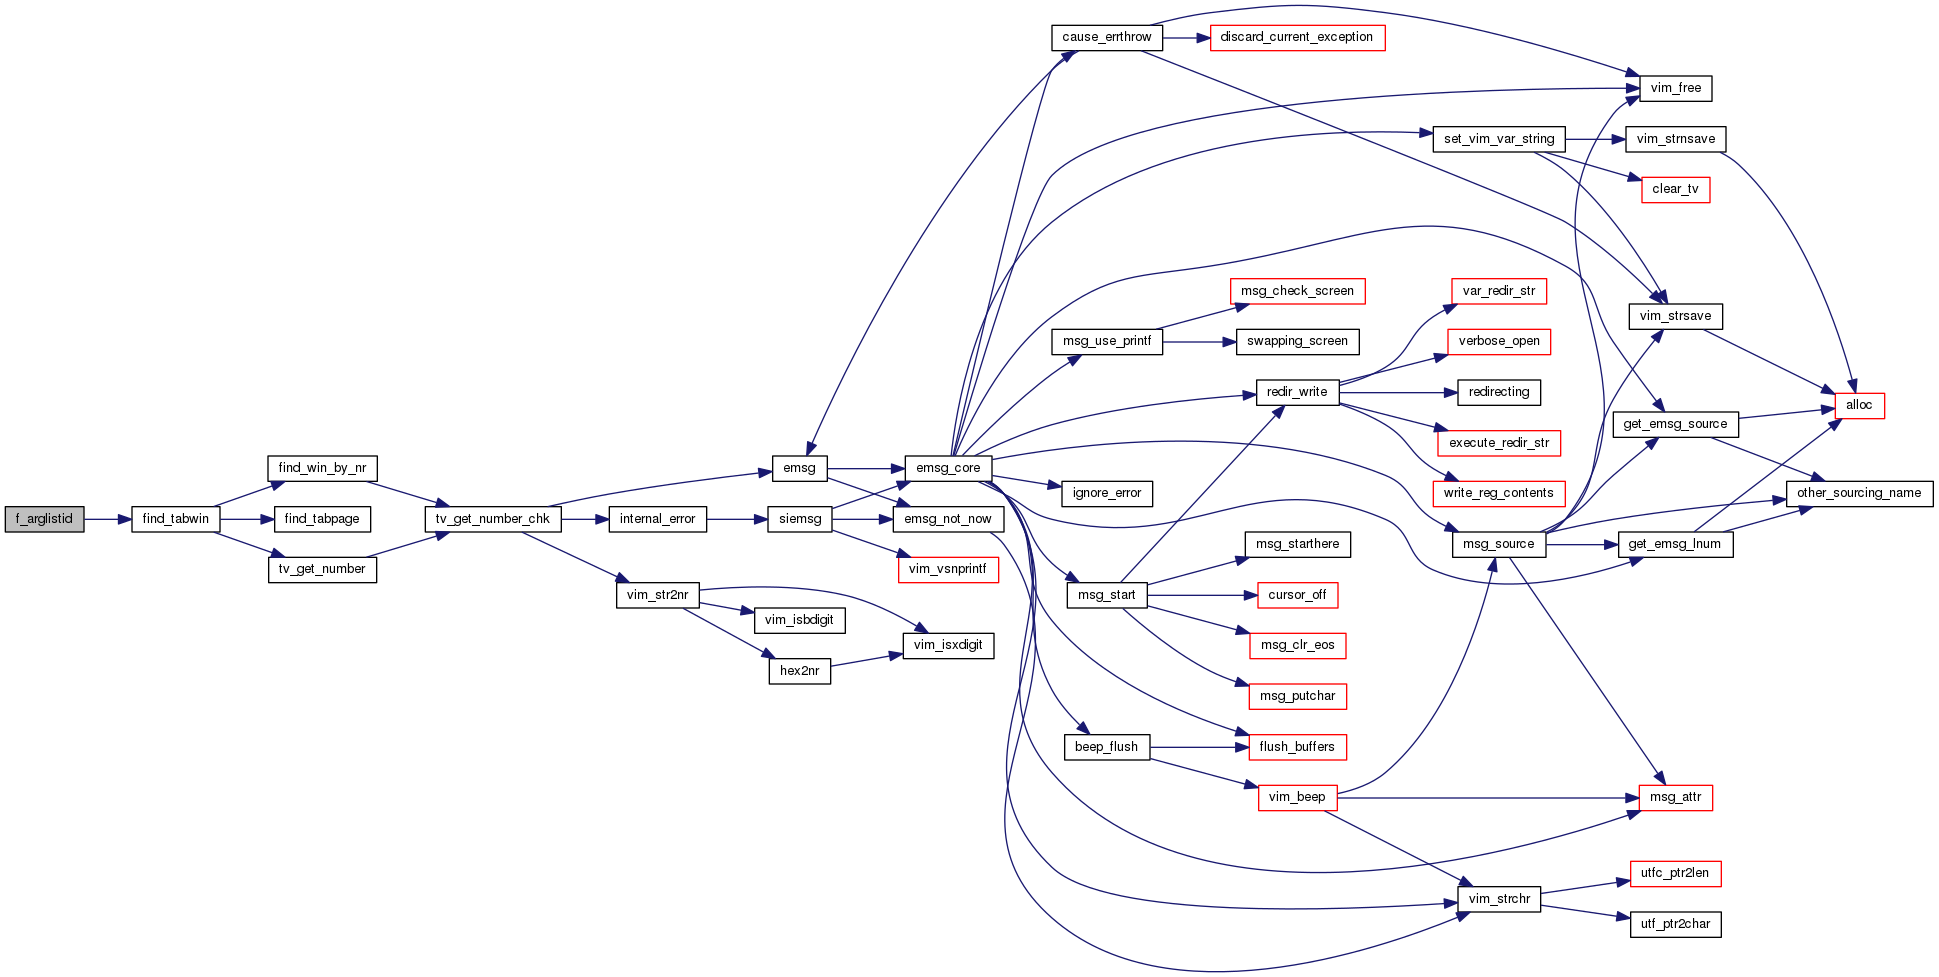 f_arglistid
find_tabwin
find_win_by_nr
find_tabpage
tv_get_number
tv_get_number_chk
internal_error
vim_str2nr
emsg
siemsg
vim_isbdigit
hex2nr
emsg_core
emsg_not_now
vim_vsnprintf
vim_isxdigit
cause_errthrow
msg_use_printf
ignore_error
msg_start
beep_flush
discard_current_exception
msg_check_screen
swapping_screen
redir_write
msg_starthere
cursor_off
msg_clr_eos
msg_putchar
flush_buffers
vim_beep
set_vim_var_string
var_redir_str
verbose_open
redirecting
execute_redir_str
write_reg_contents
msg_source
vim_strchr
vim_free
vim_strnsave
clear_tv
vim_strsave
get_emsg_source
get_emsg_lnum
msg_attr
utfc_ptr2len
utf_ptr2char
alloc
other_sourcing_name